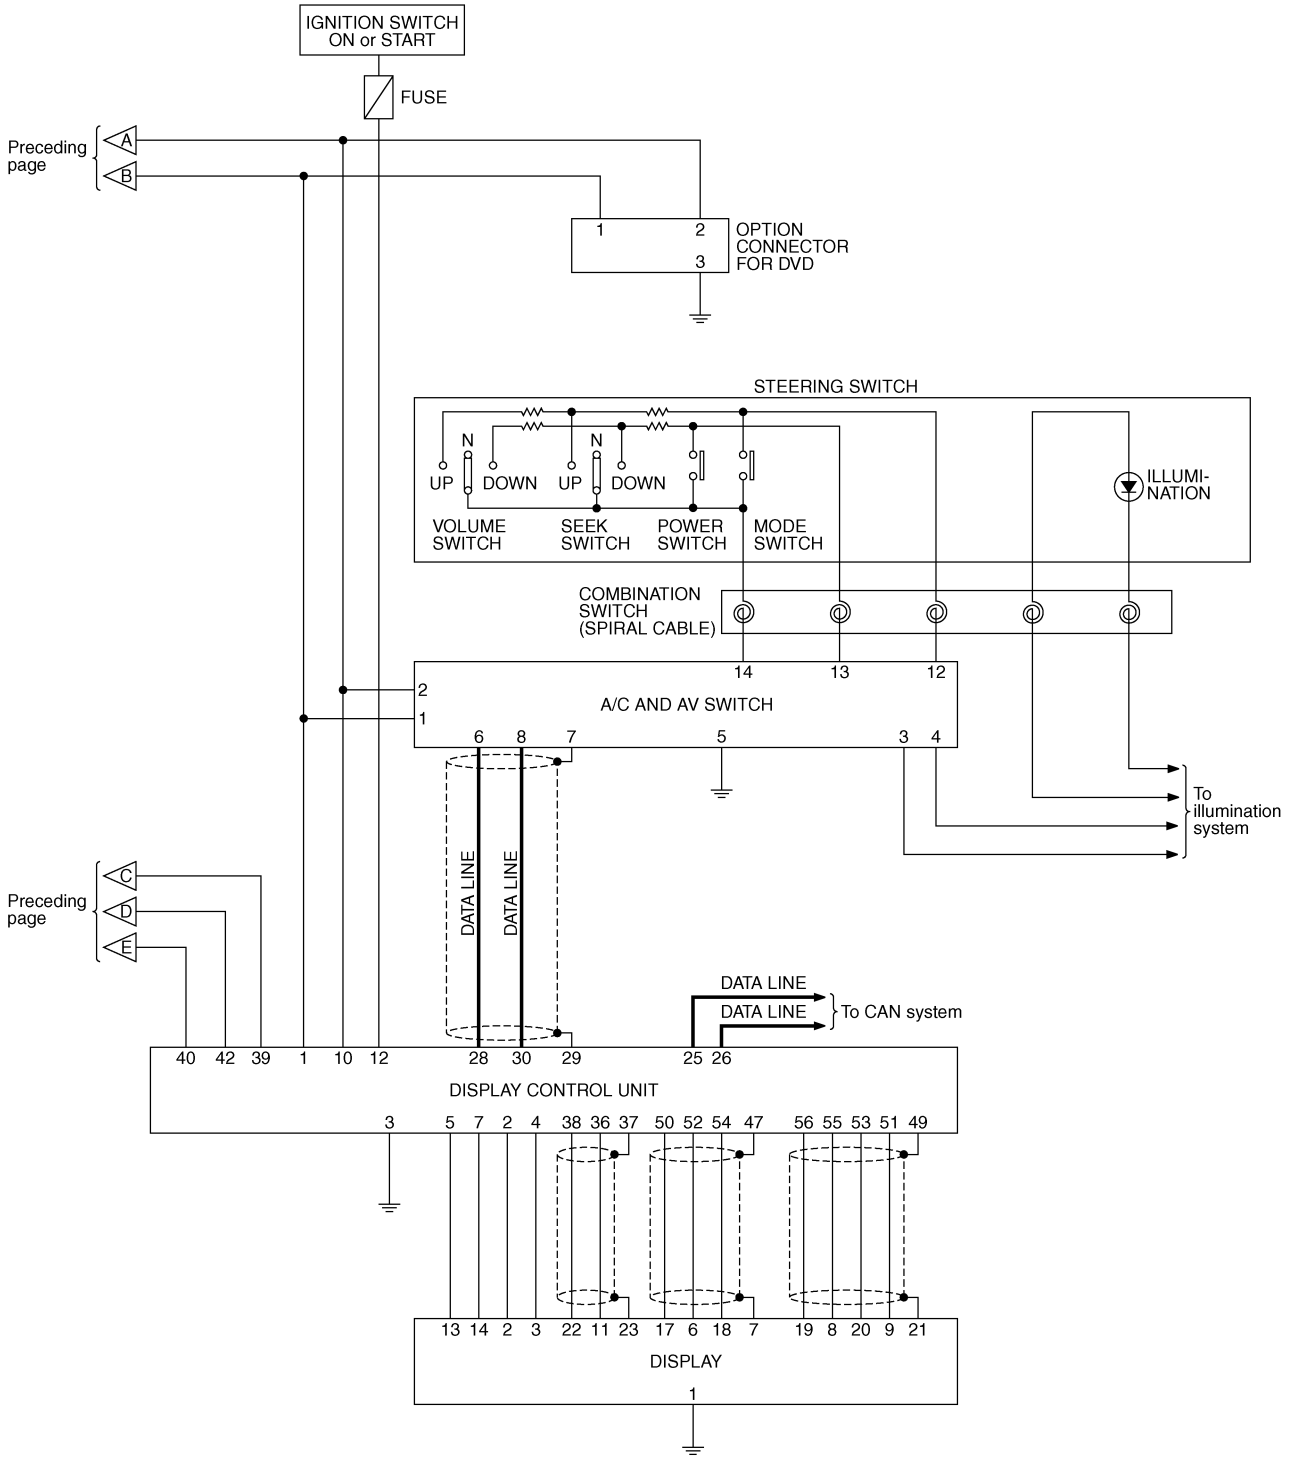 IGNITION SWITCH
ON or START
FUSE
Preceding
page
A
B
1 2
3
OPTION
CONNECTOR
FOR DVD
STEERING SWITCH
N N
UP DOWN UP DOWN
ILLUMI-
NATION
VOLUME
SWITCH
SEEK
SWITCH
POWER
SWITCH
MODE
SWITCH
COMBINATION
SWITCH
(SPIRAL CABLE)
14 13 12
2
1
A/C AND AV SWITCH
6 8 7 5 3 4
To
illumination
system
DATA LINE
DATA LINE
Preceding
page
C
D
E
DATA LINE
DATA LINE
To CAN system
40 42 39 1 10 12 28 30 29 25 26
DISPLAY CONTROL UNIT
3 5 7 2 4 38 36 37 50 52 54 47 56 55 53 51 49
13 14 2 3 22 11 23 17 6 18 7 19 8 20 9 21
DISPLAY
1